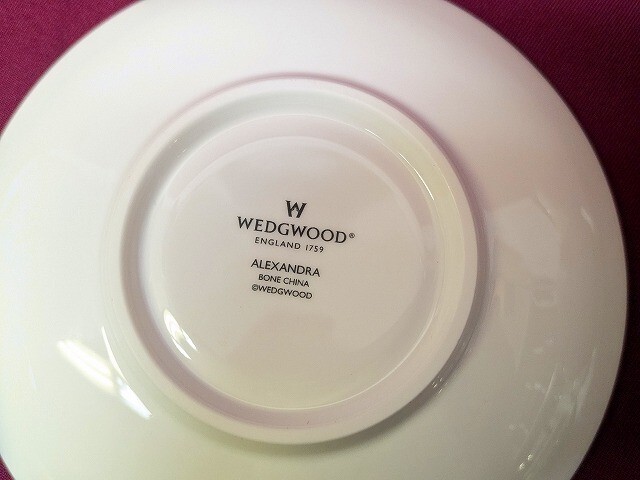 W
WEDGWOOD®
ENGLAND 1759
ALEXANDRA
BONE CHINA
©WEDGWOOD